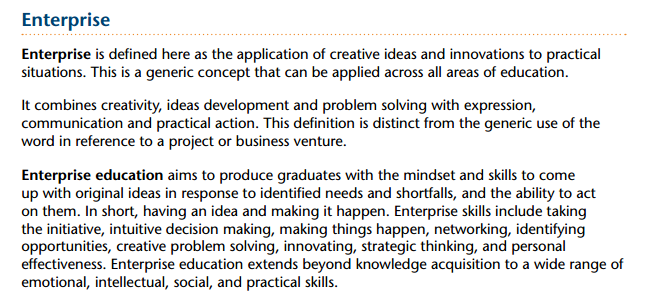 Enterprise
Enterprise is defined here as the application of creative ideas and innovations to practical
situations. This is a generic concept that can be applied across all areas of education.
It combines creativity, ideas development and problem solving with expression,
communication and practical action. This definition is distinct from the generic use of the
word in reference to a project or business venture.
Enterprise education aims to produce graduates with the mindset and skills to come
up with original ideas in response to identified needs and shortfalls, and the ability to act
on them. In short, having an idea and making it happen. Enterprise skills include taking
the initiative, intuitive decision making, making things happen, networking, identifying
opportunities, creative problem solving, innovating, strategic thinking, and personal
effectiveness. Enterprise education extends beyond knowledge acquisition to a wide range of
emotional, intellectual, social, and practical skills.